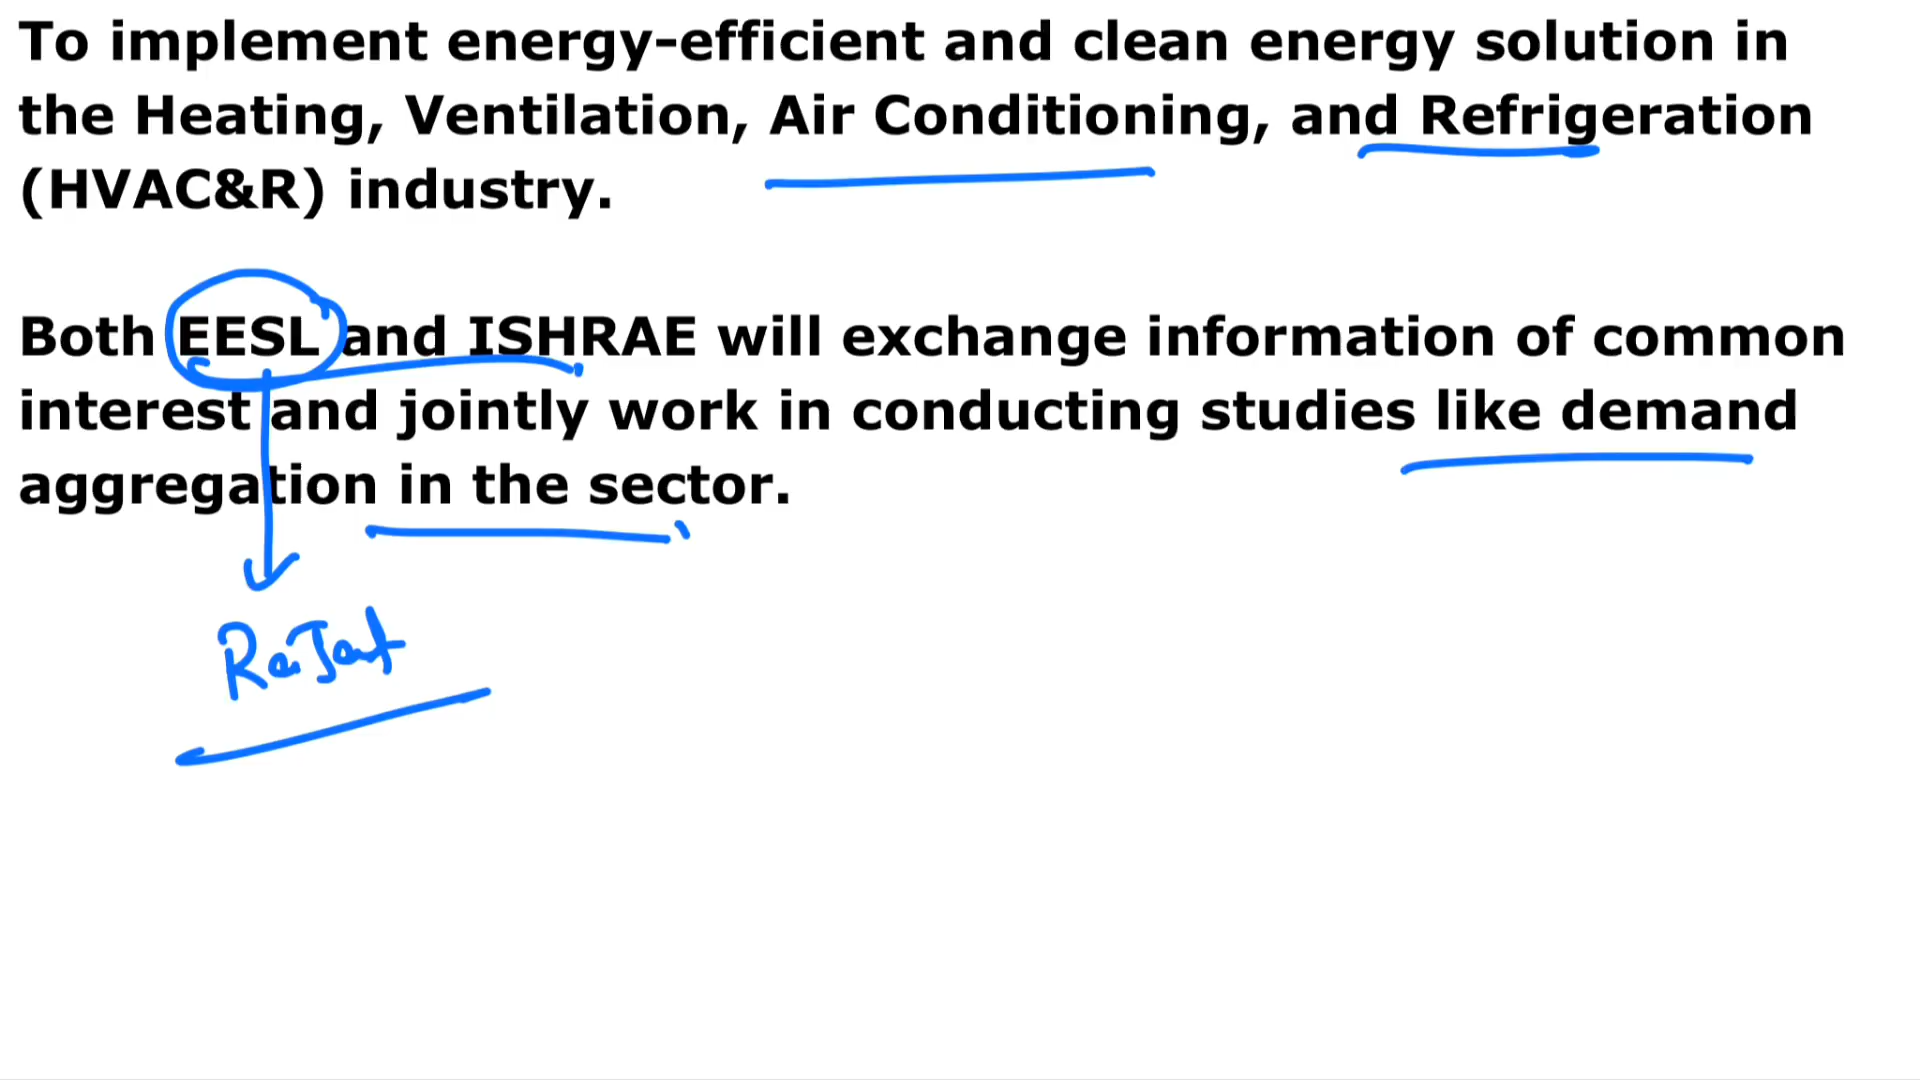 To implement energy-efficient and clean energy solution in
the Heating, Ventilation, Air Conditioning, and Refrigeration
(HVAC&R) industry.
Both EESL and ISHRAE will exchange information of common
interest and jointly work in conducting studies like demand
aggregation in the sector.